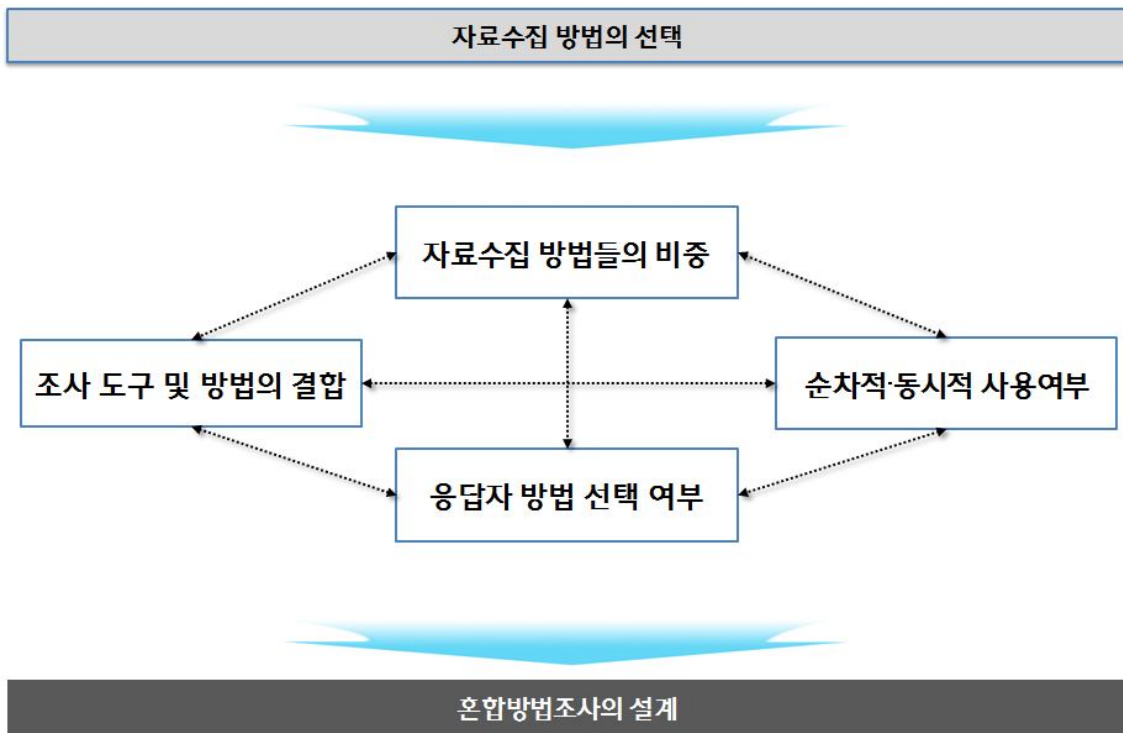 자료수집 방법의 선택
자료수집 방법들의 비중
조사 도구 및 방법의 결합
순차적·동시적 사용여부
응답자 방법 선택 여부
혼합방법조사의 설계